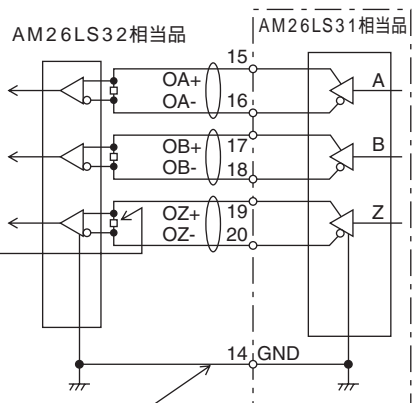 AM26LS32相当品
AM26LS31相当品
15
OA+
OA-
16
A
OB+
17
OB-
18
B
OZ+
19
OZ-
20
Z
14
GND